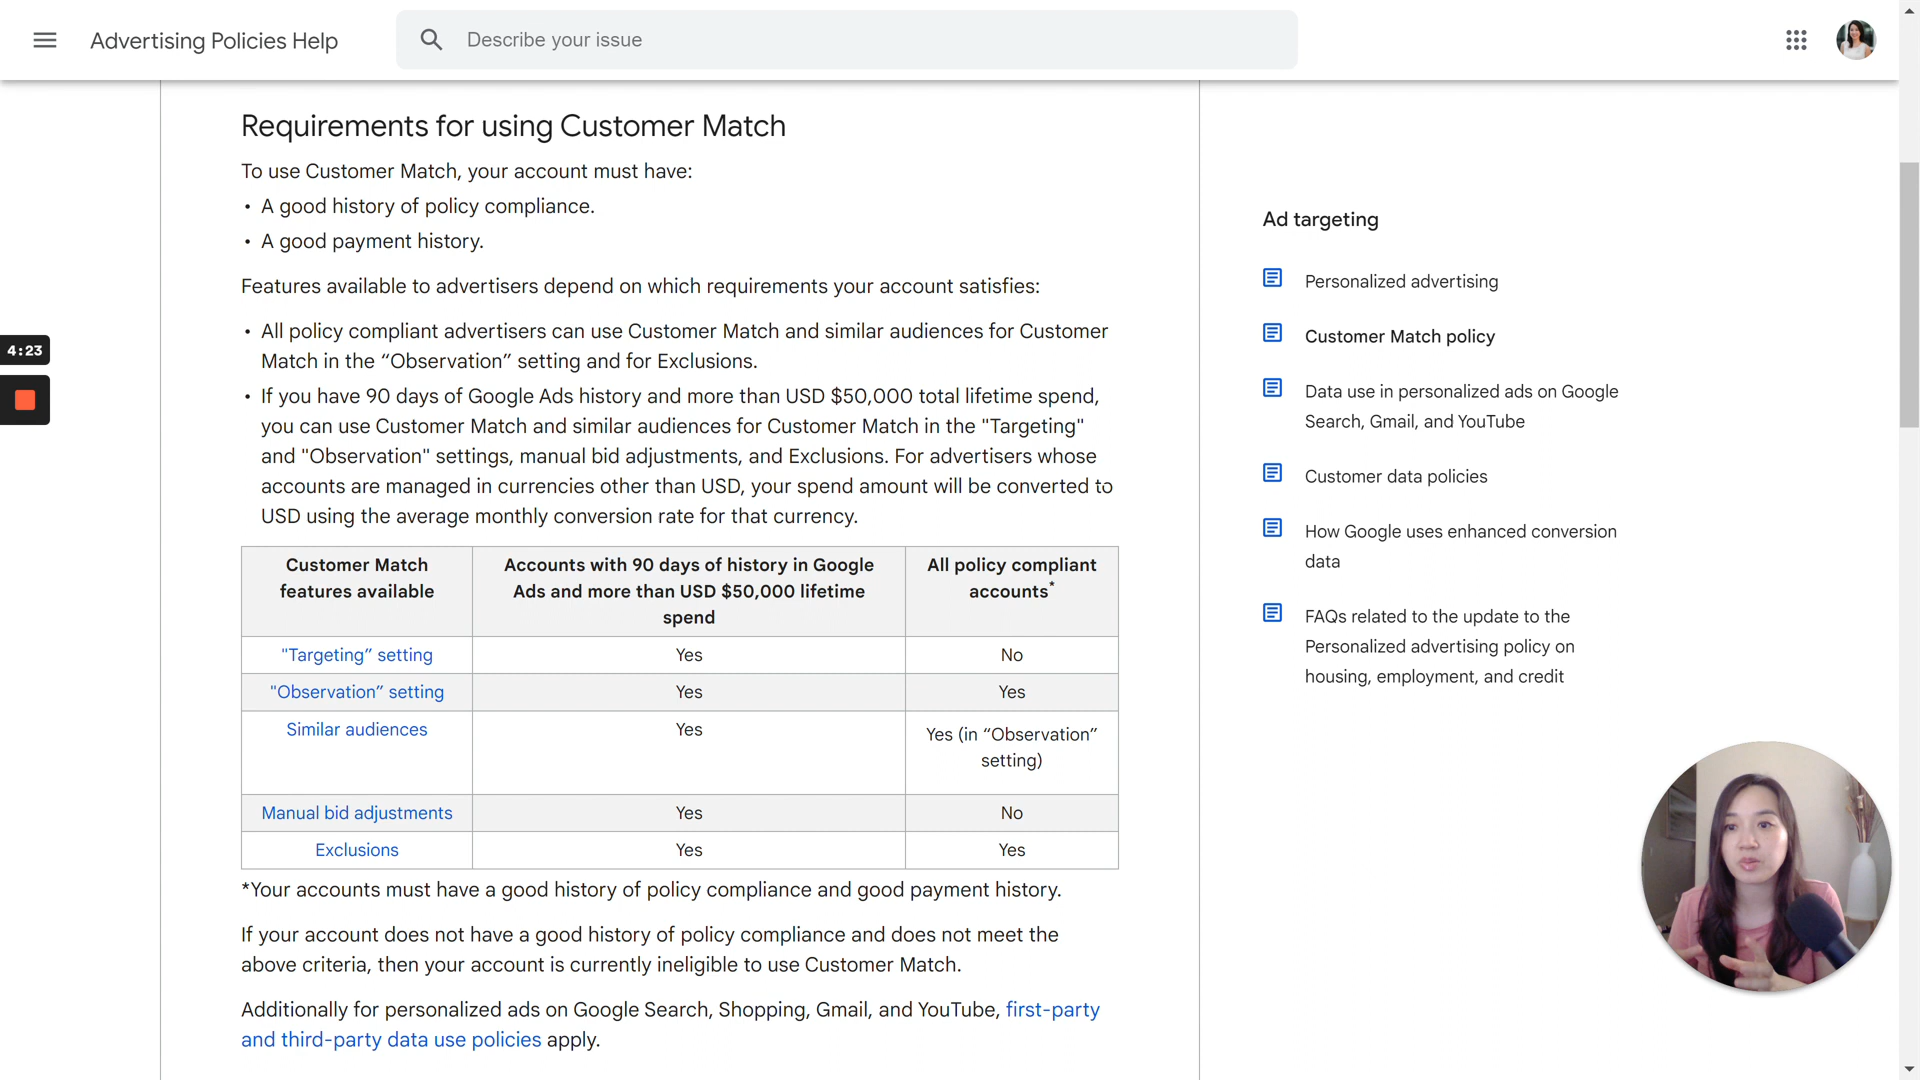 Advertising Policies Help
Describe your issue
Requirements for using Customer Match
To use Customer Match, your account must have:
• A good history of policy compliance.
• A good payment history.
Features available to advertisers depend on which requirements your account satisfies:
• All policy compliant advertisers can use Customer Match and similar audiences for Customer
Match in the “Observation” setting and for Exclusions.
• If you have 90 days of Google Ads history and more than USD $50,000 total lifetime spend,
you can use Customer Match and similar audiences for Customer Match in the "Targeting"
and "Observation" settings, manual bid adjustments, and Exclusions. For advertisers whose
accounts are managed in currencies other than USD, your spend amount will be converted to
USD using the average monthly conversion rate for that currency.
Customer Match
features available
Accounts with 90 days of history in Google
Ads and more than USD $50,000 lifetime
spend
All policy compliant
accounts*
"Targeting” setting
Yes
No
"Observation” setting
Yes
Yes
Similar audiences
Yes
Yes (in “Observation”
setting)
Manual bid adjustments
Yes
No
Exclusions
Yes
Yes
*Your accounts must have a good history of policy compliance and good payment history.
If your account does not have a good history of policy compliance and does not meet the
above criteria, then your account is currently ineligible to use Customer Match.
Additionally for personalized ads on Google Search, Shopping, Gmail, and YouTube, first-party
and third-party data use policies apply.
4:23
Ad targeting
Personalized advertising
Customer Match policy
Data use in personalized ads on Google
Search, Gmail, and YouTube
Customer data policies
How Google uses enhanced conversion
data
FAQs related to the update to the
Personalized advertising policy on
housing, employment, and credit